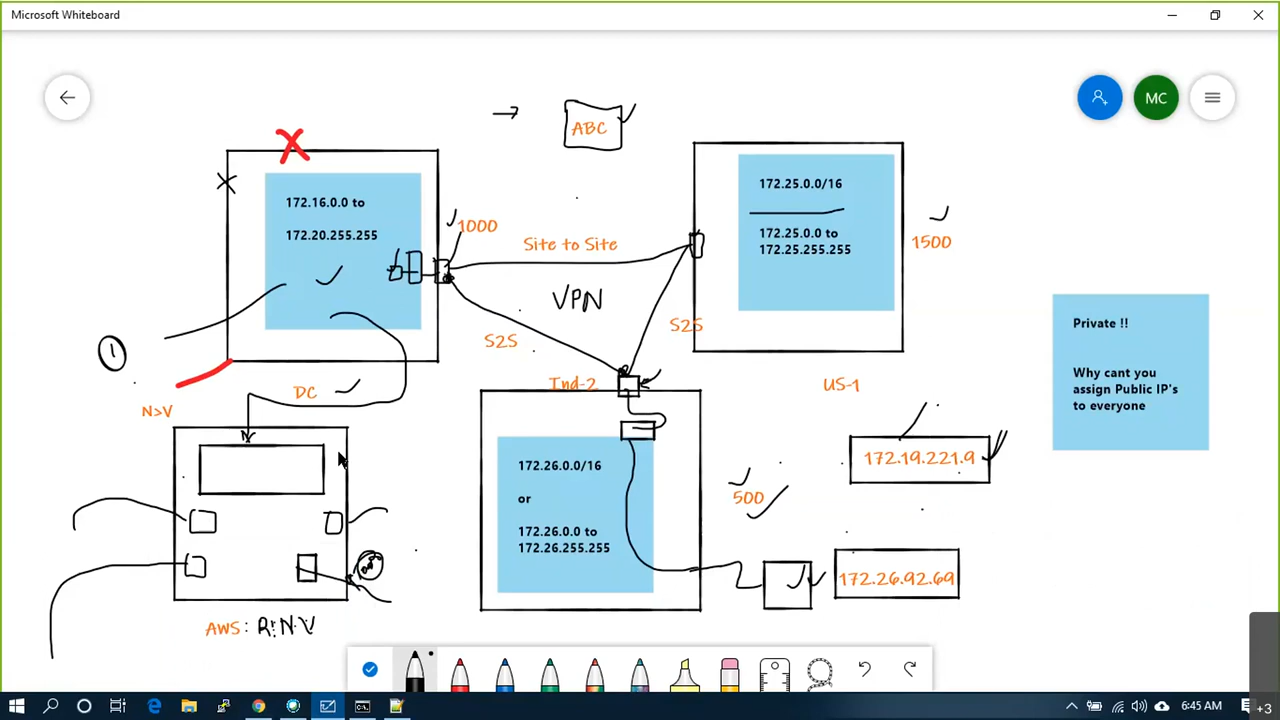 Microsoft Whiteboard
MC
ABC
172.16.0.0 to
172.20.255.255
1000
Site to Site
VPN
S2S
S2S
172.25.0.0/16
172.25.0.0 to
172.25.255.255
1500
Private !!
Why cant you
assign Public IP's
to everyone
1
DC
N>V
Ind-2
US-1
172.26.0.0/16
or
172.26.0.0 to
172.26.255.255
500
172.19.221.9
172.26.92.69
AWS: R:N.V
6:45 AM
+3